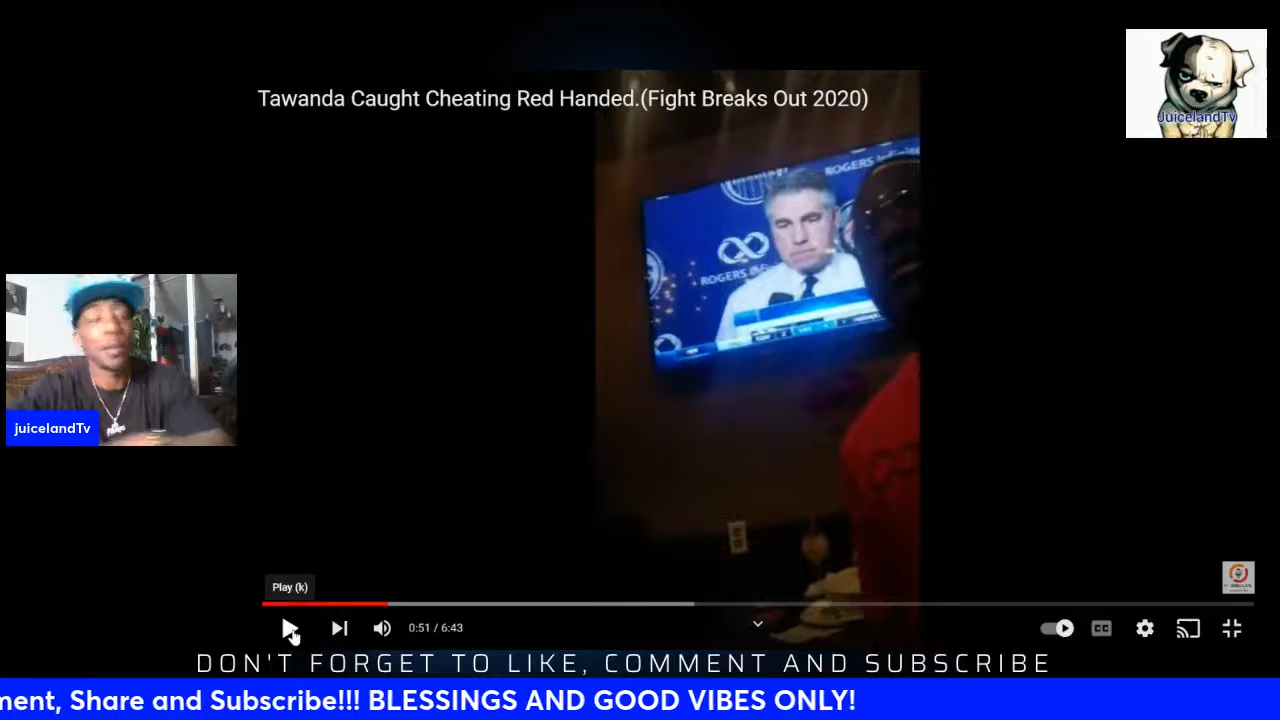 Tawanda Caught Cheating Red Handed.(Fight Breaks Out 2020)
JuicelandTv
ROGERS
ROGERS
juicelandTv
Play (k)
0:51 / 6:43
CC
DON'T FORGET TO LIKE, COMMENT AND SUBSCRIBE
ment, Share and Subscribe!!! BLESSINGS AND GOOD VIBES ONLY!